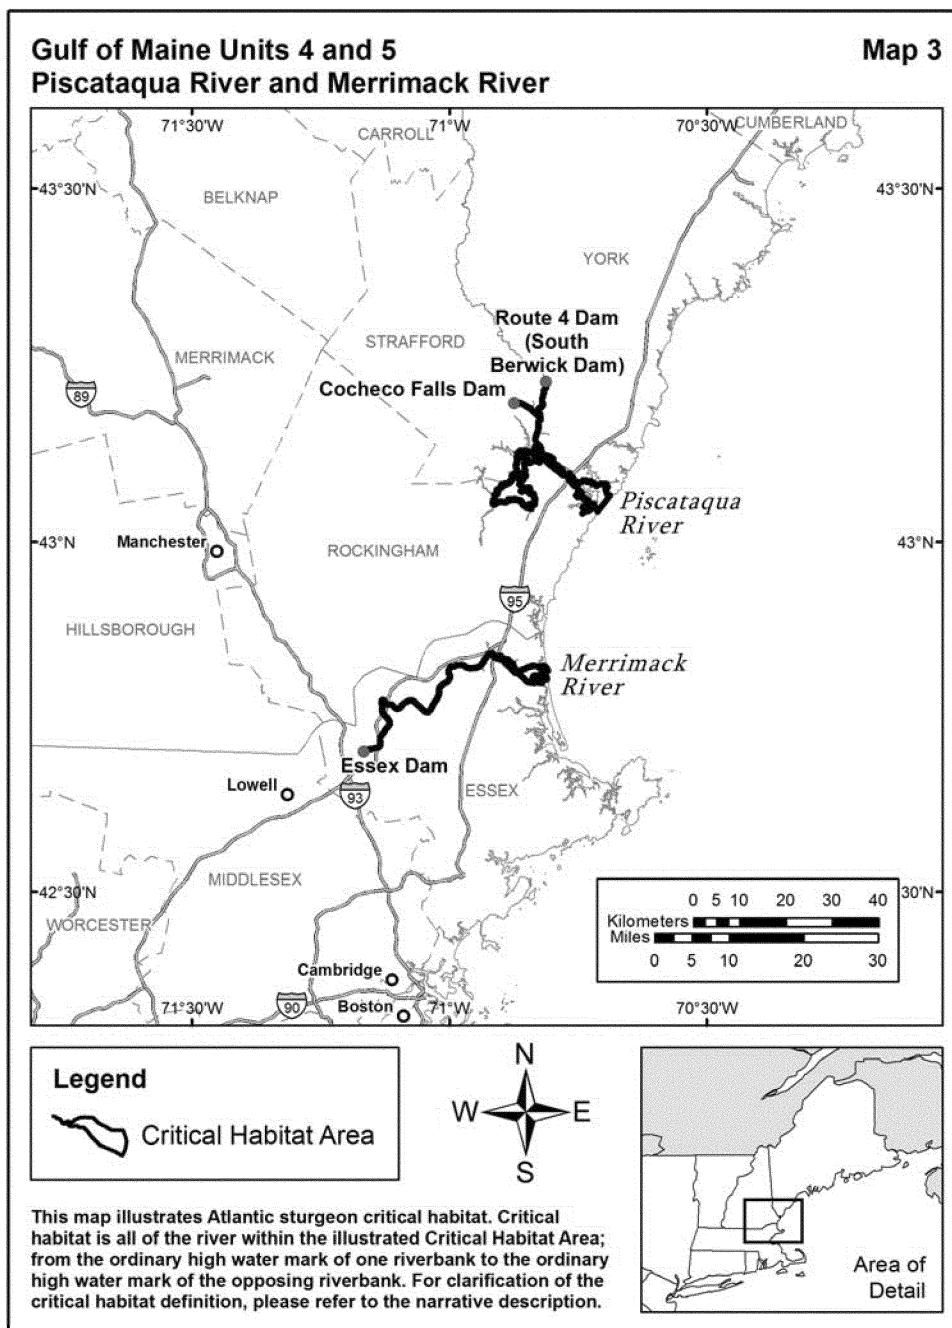 Gulf of Maine Units 4 and 5
Map 3
Piscataqua River and Merrimack River
71°30'W
71°W
70°30'W
CARROLL
CUMBERLAND
43°30'N
43°30'N
BELKNAP
YORK
Route 4 Dam
(South
Berwick Dam)
STRAFFORD
MERRIMACK
Cocheco Falls Dam
89
Piscataqua
River
Manchester
43°N
43°N
ROCKINGHAM
95
HILLSBOROUGH
Merrimack
River
Essex Dam
Lowell
93
ESSEX
MIDDLESEX
42°30'N
30'N
WORCESTER
0 5 10 20 30 40
Kilometers
Miles
0 5 10 20 30
Cambridge
90
Boston
71°30'W
71°W
70°30'W
Legend
Critical Habitat Area
N
W
E
S
This map illustrates Atlantic sturgeon critical habitat. Critical
habitat is all of the river within the illustrated Critical Habitat Area;
from the ordinary high water mark of one riverbank to the ordinary
high water mark of the opposing riverbank. For clarification of the
critical habitat definition, please refer to the narrative description.
Area of
Detail